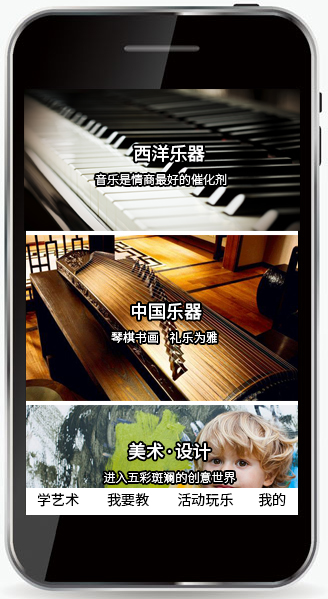 西洋乐器
音乐是情商最好的催化剂
中国乐器
琴棋书画 礼乐为雅
美术·设计
进入五彩斑斓的创意世界
学艺术 我要教 活动玩乐 我的